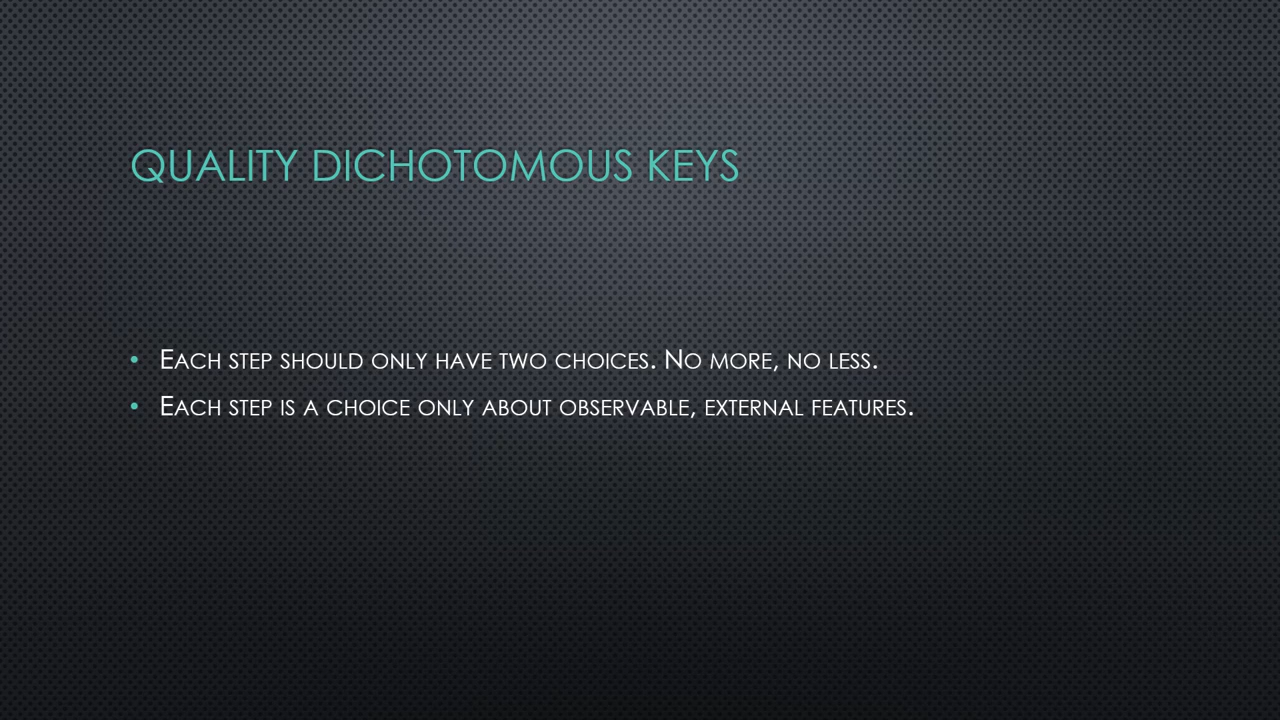 QUALITY DICHOTOMOUS KEYS
• Each step should only have two choices. No more, no less.
• Each step is a choice only about observable, external features.